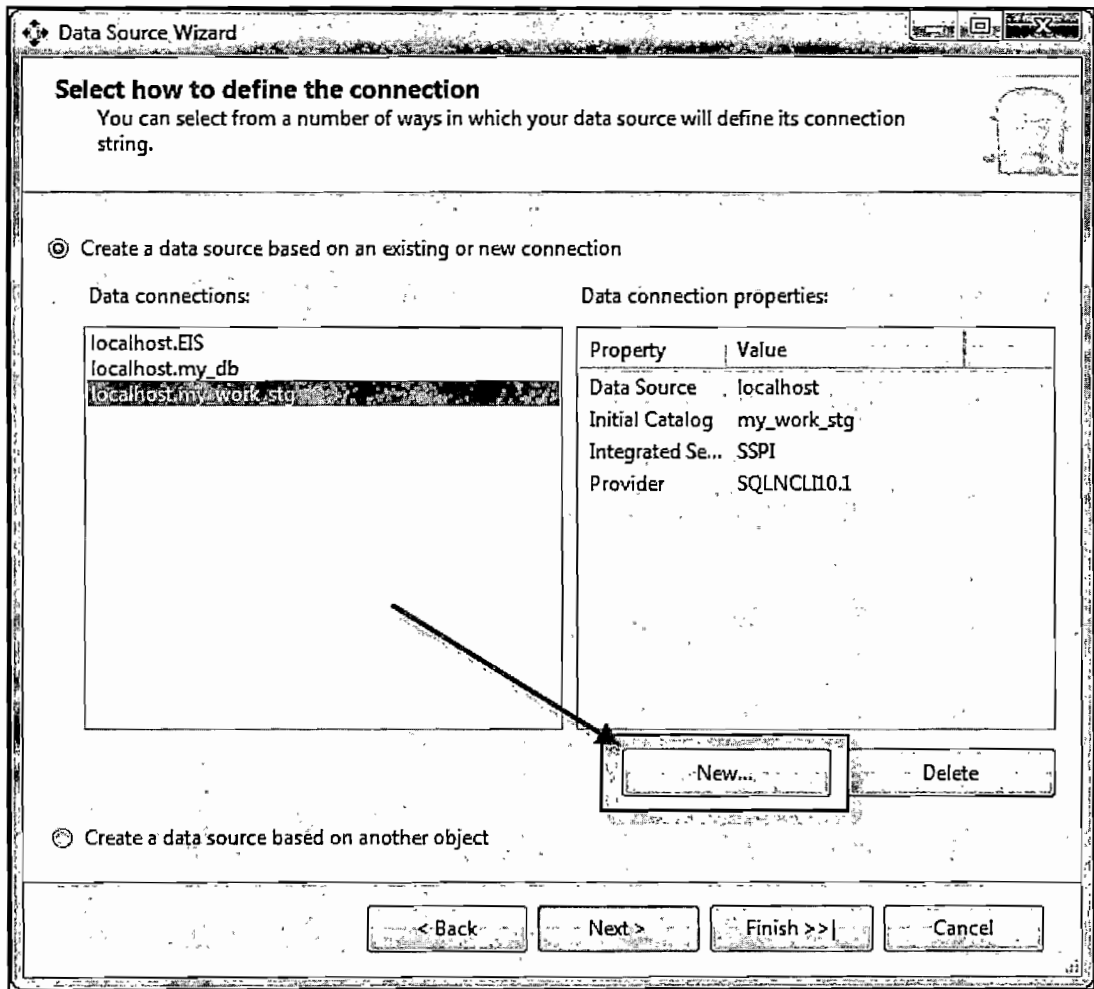 Data Source Wizard
Select how to define the connection
You can select from a number of ways in which your data source will define its connection
string.
Create a data source based on an existing or new connection
Data connections:
localhost.EIS
localhost.my_db
localhost.my_work_stg
Data connection properties:
Property Value
Data Source localhost
Initial Catalog my_work_stg
Integrated Se... SSPI
Provider SQLNCLI10.1
New... Delete
Create a data source based on another object
< Back Next > Finish >>| Cancel